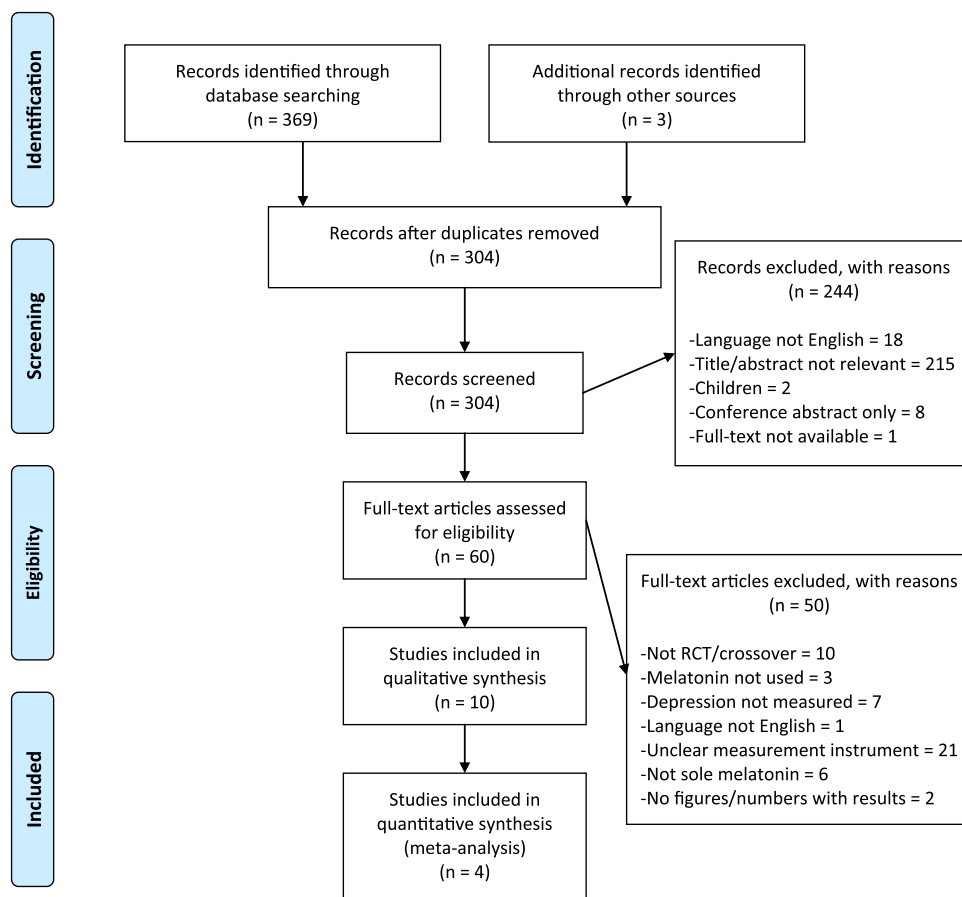 Identification
Records identified through
database searching
(n = 369)
Additional records identified
through other sources
(n = 3)
Records after duplicates removed
(n = 304)
Screening
Records screened
(n = 304)
Records excluded, with reasons
(n = 244)
-Language not English = 18
-Title/abstract not relevant = 215
-Children = 2
-Conference abstract only = 8
-Full-text not available = 1
Eligibility
Full-text articles assessed
for eligibility
(n = 60)
Full-text articles excluded, with reasons
(n = 50)
-Not RCT/crossover = 10
-Melatonin not used = 3
-Depression not measured = 7
-Language not English = 1
-Unclear measurement instrument = 21
-Not sole melatonin = 6
-No figures/numbers with results = 2
Studies included in
qualitative synthesis
(n = 10)
Included
Studies included in
quantitative synthesis
(meta-analysis)
(n = 4)